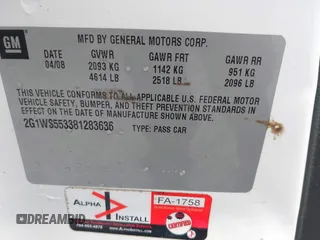 GM
MFD BY GENERAL MOTORS CORP.
DATE GVWR GAWR FRT GAWR RR
04/08 2093 KG 1142 KG 951 KG
4614 LB 2518 LB 2096 LB
THIS VEHICLE CONFORMS TO ALL APPLICABLE U.S. FEDERAL MOTOR
VEHICLE SAFETY, BUMPER, AND THEFT PREVENTION STANDARDS IN
EFFECT ON THE DATE OF MANUFACTURE SHOWN ABOVE.
2G1WS553381283636 TYPE: PASS CAR
ALPHA INSTALL
FA-1758
certified
DREAMBID